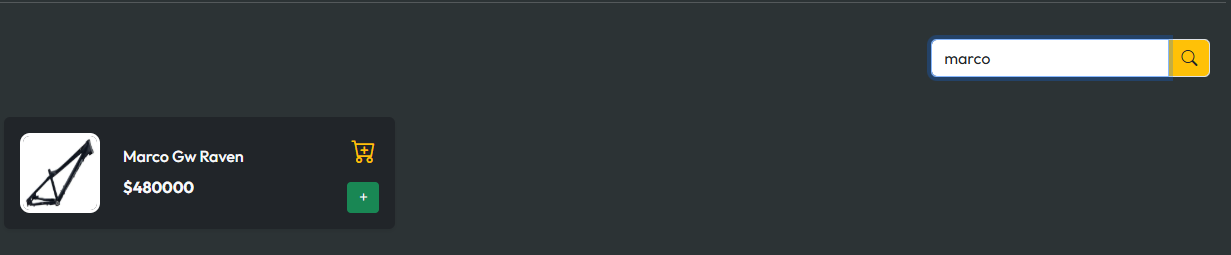 marco
Marco Gw Raven
$480000
+